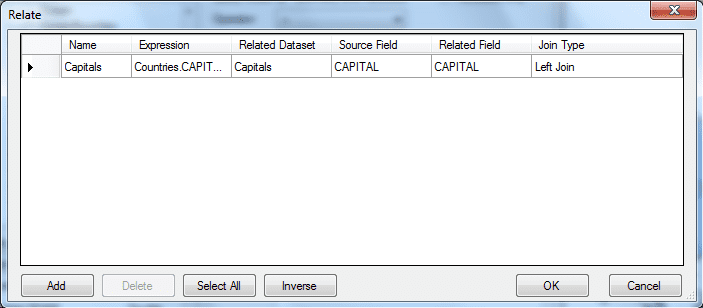 Relate
Name Expression Related Dataset Source Field Related Field Join Type
Capitals Countries.CAPIT... Capitals CAPITAL CAPITAL Left Join
Add Delete Select All Inverse OK Cancel